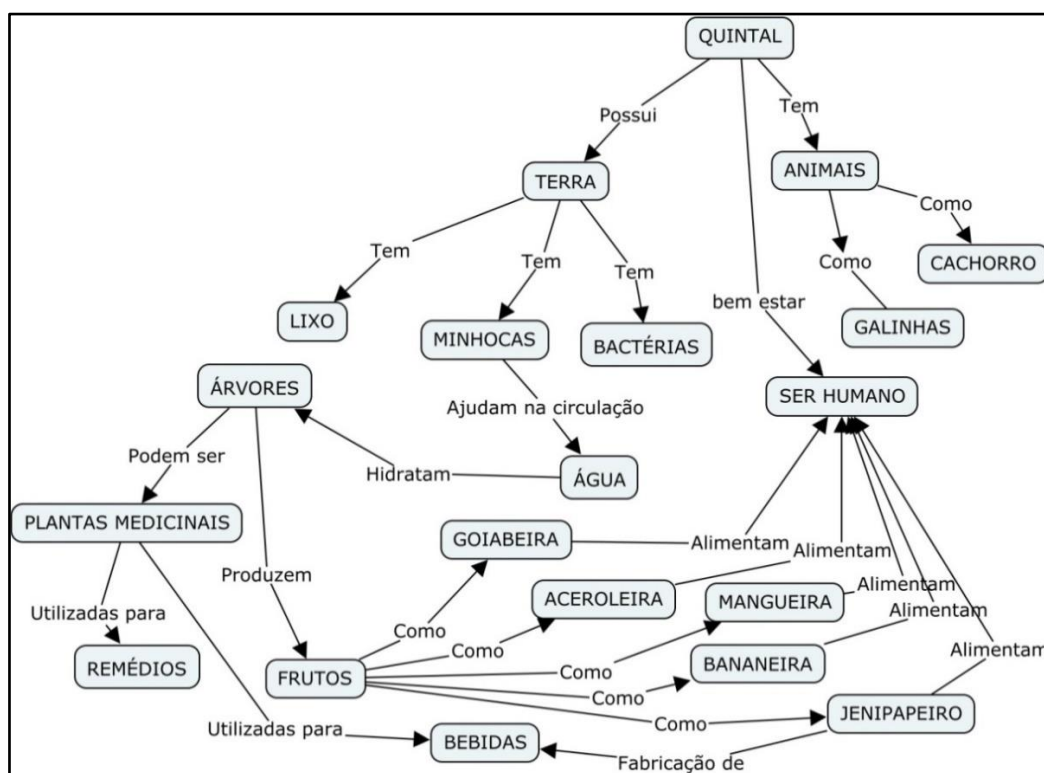 QUINTAL
Possui
Tem
TERRA
ANIMAIS
Como
CACHORRO
Como
GALINHAS
Tem
Tem
Tem
LIXO
MINHOCAS
BACTÉRIAS
bem estar
SER HUMANO
ÁRVORES
Ajudam na circulação
Hidratam
ÁGUA
Podem ser
PLANTAS MEDICINAIS
Produzem
GOIABEIRA
Alimentam
Alimentam
ACEROLEIRA
MANGUEIRA
Alimentam
Alimentam
Utilizadas para
REMÉDIOS
Como
Como
FRUTOS
Como
BANANEIRA
Como
Alimentam
Como
JENIPAPEIRO
Utilizadas para
BEBIDAS
Fabricação de